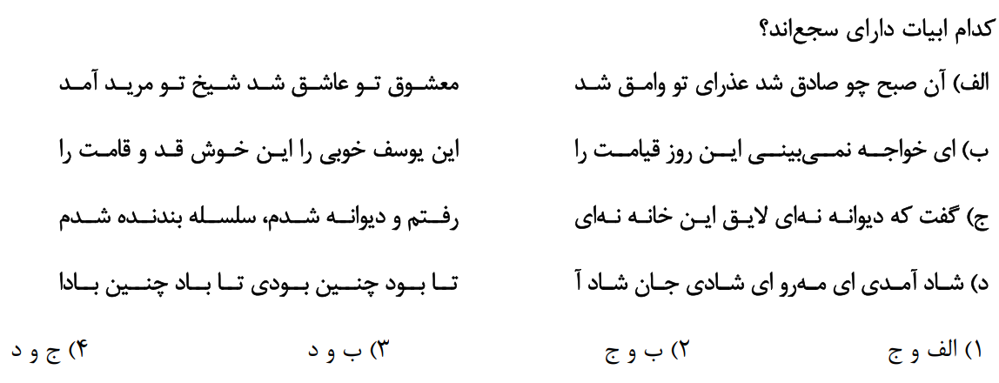 کدام ابیات دارای سجع‌اند؟
الف) آن صبح چو صادق شد عذرای تو وامق شد معشوق تو عاشق شد شیخ تو مرید آمد
ب) ای خواجه نمی‌بینی این روز قیامت را این یوسف خوبی را این خوش قد و قامت را
ج) گفت که دیوانه نه‌ای لایق این خانه نه‌ای رفتم و دیوانه شدم، سلسله بندنده شدم
د) شاد آمدی ای مه‌رو ای شادی جان شاد آ تا بود چنین بودی تا باد چنین بادا
۱) الف و ج ۲) ب و ج ۳) ب و د ۴) ج و د